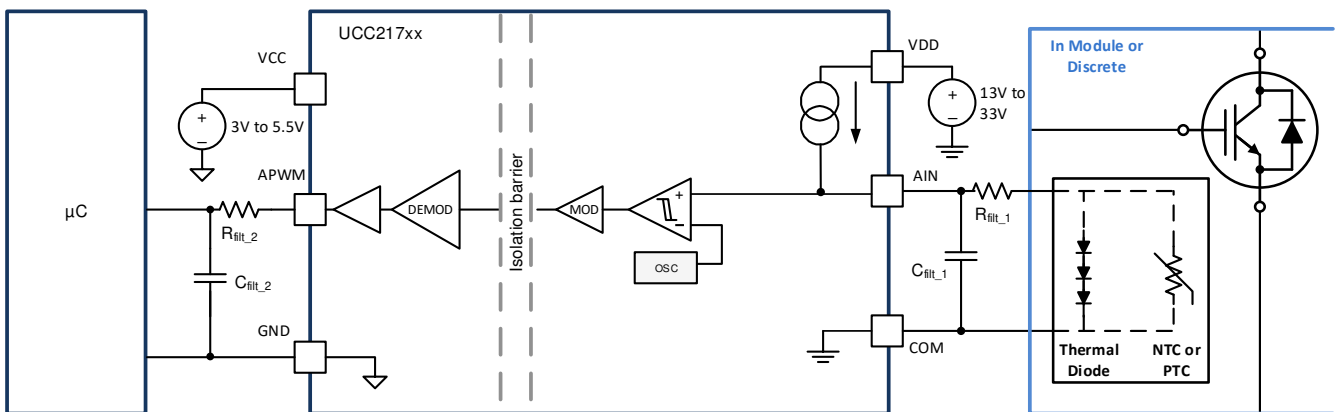 UCC217xx
In Module or
Discrete
VCC
VDD
+
−
3V to 5.5V
+
−
13V to
33V
APWM
AIN
µC
DEMOD
Isolation barrier
MOD
+
−
Rfilt_2
Rfilt_1
OSC
Cfilt_2
Cfilt_1
GND
COM
Thermal
Diode
NTC or
PTC